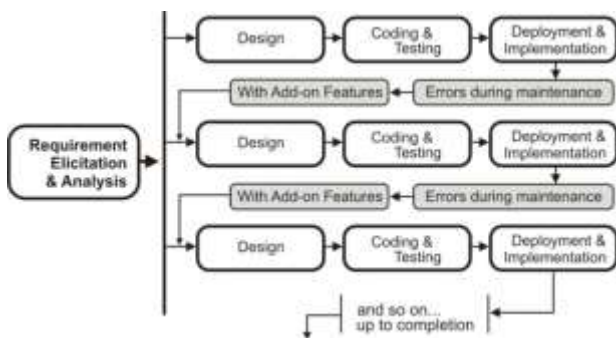 Design
Coding &
Testing
Deployment &
Implementation
With Add-on Features
Errors during maintenance
Requirement
Elicitation
& Analysis
Design
Coding &
Testing
Deployment &
Implementation
With Add-on Features
Errors during maintenance
Design
Coding &
Testing
Deployment &
Implementation
and so on...
up to completion